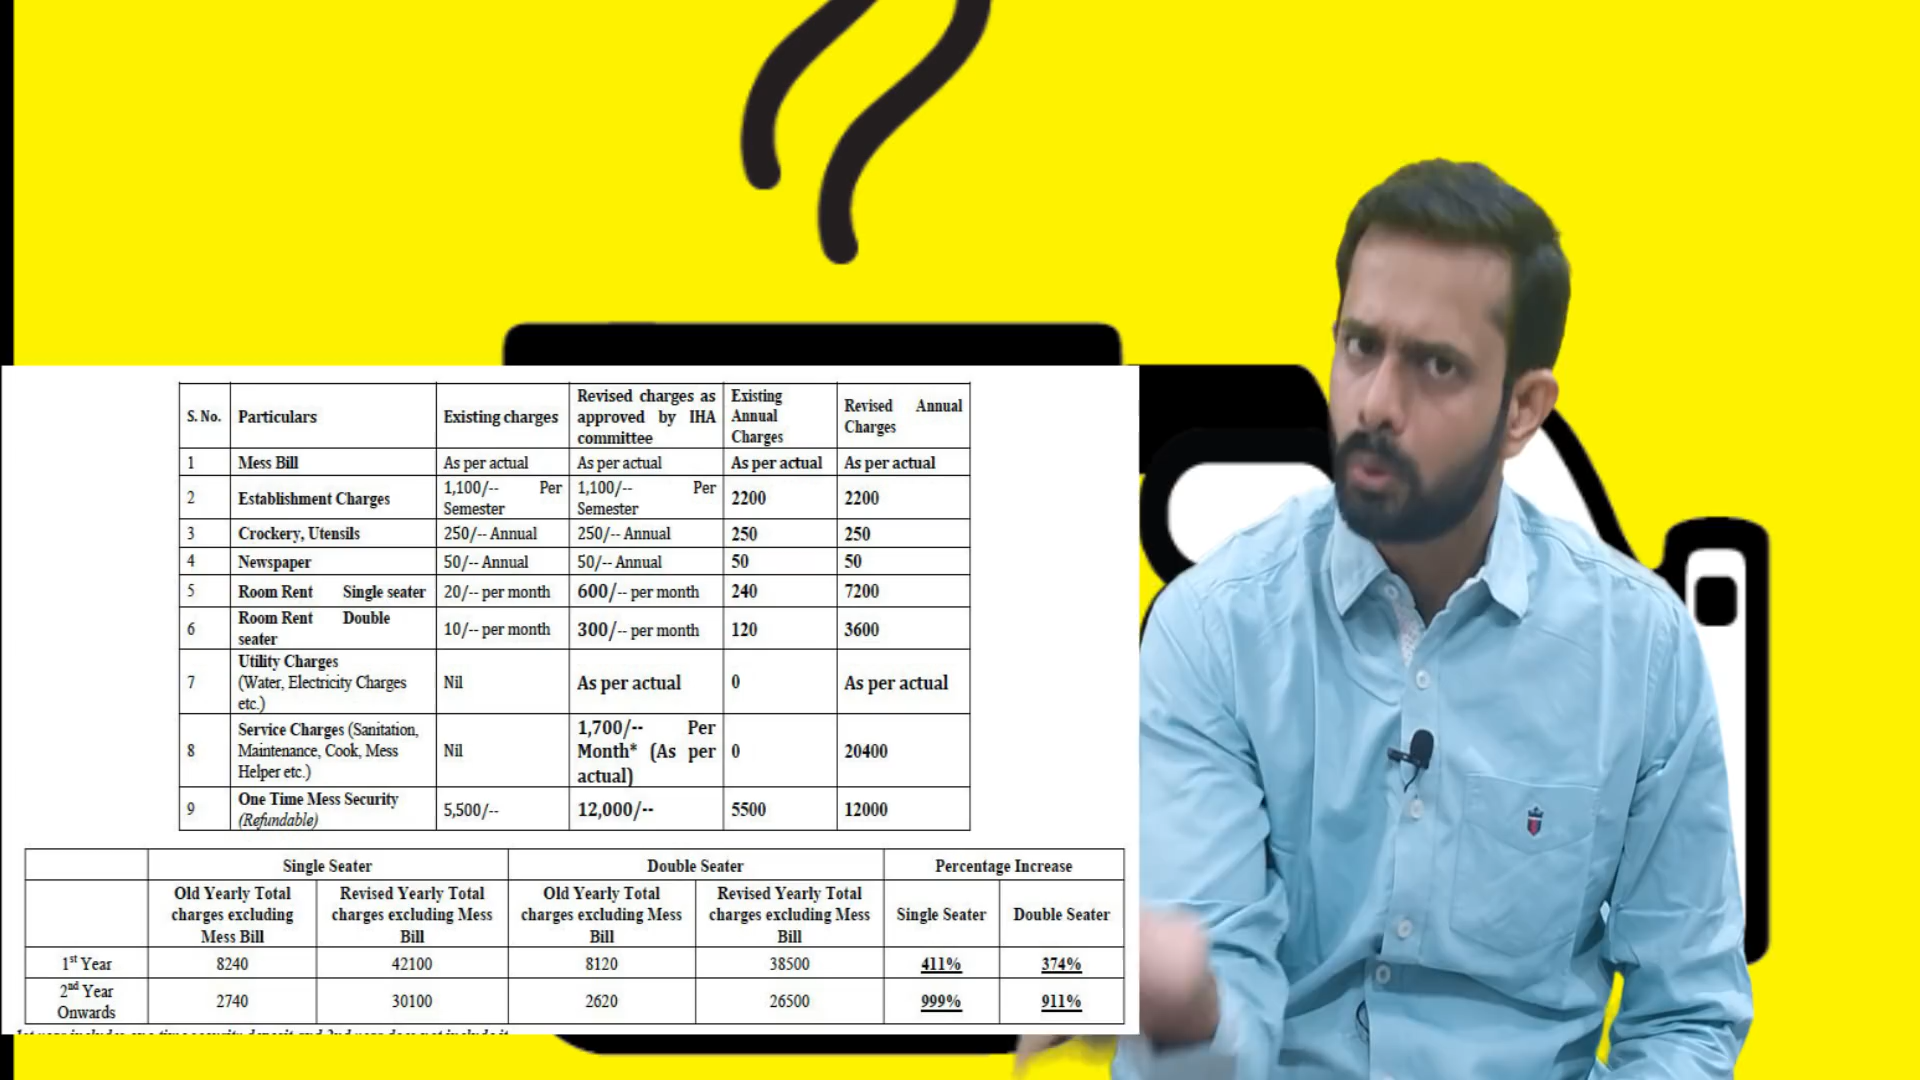 S. No. Particulars Existing charges Revised charges as approved by IHA committee Existing Annual Charges Revised Annual Charges
1 Mess Bill As per actual As per actual As per actual As per actual
2 Establishment Charges 1,100/-- Per Semester 1,100/-- Per Semester 2200 2200
3 Crockery, Utensils 250/-- Annual 250/-- Annual 250 250
4 Newspaper 50/-- Annual 50/-- Annual 50 50
5 Room Rent Single seater 20/-- per month 600/-- per month 240 7200
6 Room Rent Double seater 10/-- per month 300/-- per month 120 3600
7 Utility Charges (Water, Electricity Charges etc.) Nil As per actual 0 As per actual
8 Service Charges (Sanitation, Maintenance, Cook, Mess Helper etc.) Nil 1,700/-- Per Month* (As per actual) 0 20400
9 One Time Mess Security (Refundable) 5,500/-- 12,000/-- 5500 12000
Single Seater Double Seater Percentage Increase
Old Yearly Total charges excluding Mess Bill Revised Yearly Total charges excluding Mess Bill Old Yearly Total charges excluding Mess Bill Revised Yearly Total charges excluding Mess Bill Single Seater Double Seater
1st Year 8240 42100 8120 38500 411% 374%
2nd Year Onwards 2740 30100 2620 26500 999% 911%